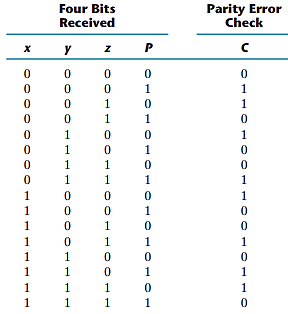 Four Bits Parity Error
Received Check
x y z P C
0 0 0 0 0
0 0 0 1 1
0 0 1 0 1
0 0 1 1 0
0 1 0 0 1
0 1 0 1 0
0 1 1 0 0
0 1 1 1 1
1 0 0 0 1
1 0 0 1 0
1 0 1 0 0
1 0 1 1 1
1 1 0 0 0
1 1 0 1 1
1 1 1 0 1
1 1 1 1 0